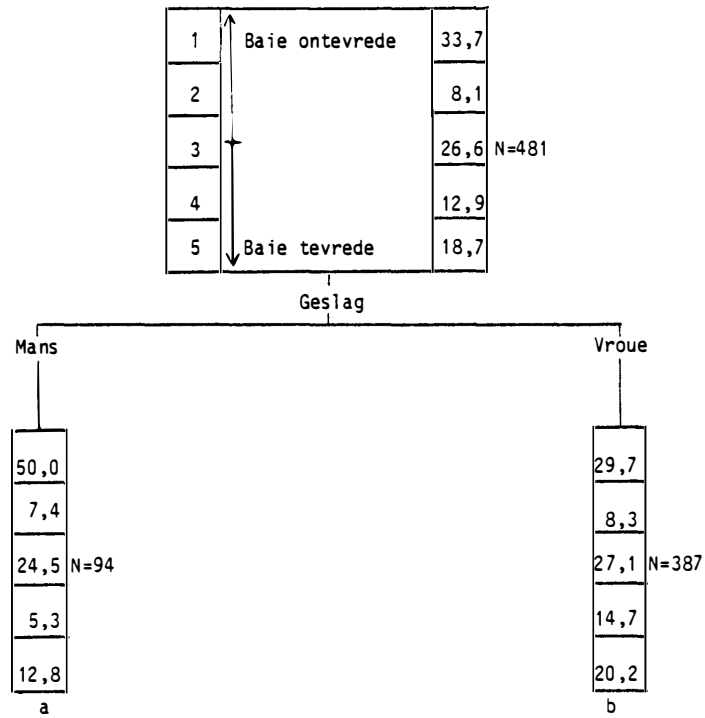 1 Baie ontevrede 33,7
2 8,1
3 26,6 N=481
4 12,9
5 Baie tevrede 18,7
Geslag
Mans Vroue
50,0 29,7
7,4 8,3
24,5 N=94 27,1 N=387
5,3 14,7
12,8 20,2
a b